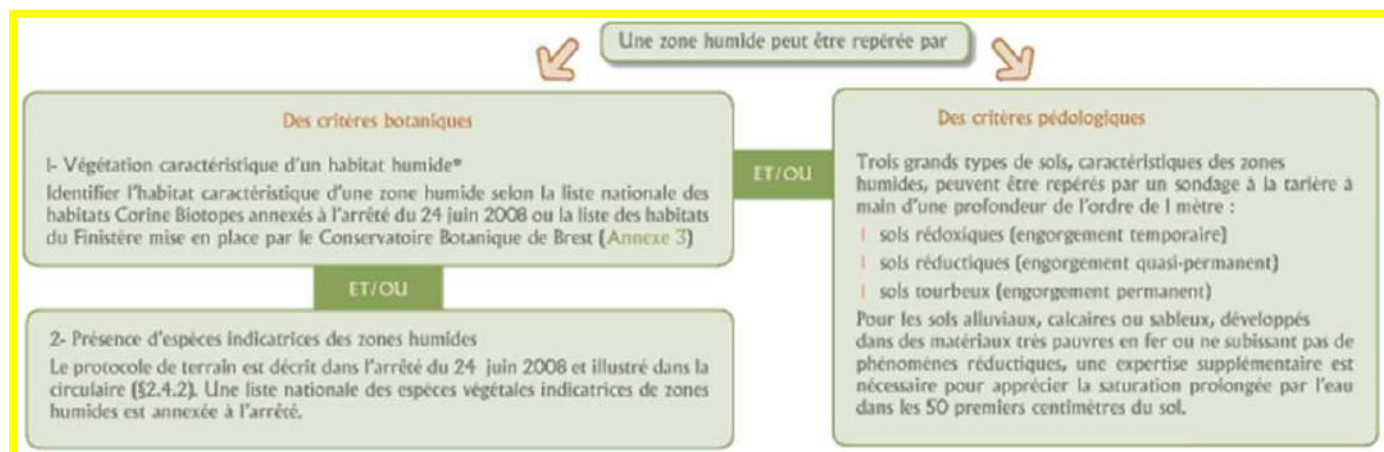 Une zone humide peut être repérée par
Des critères botaniques
1- Végétation caractéristique d'un habitat humide*
Identifier l'habitat caractéristique d'une zone humide selon la liste nationale des
habitats Corine Biotopes annexés à l'arrêté du 24 juin 2008 ou la liste des habitats
du Finistère mise en place par le Conservatoire Botanique de Brest (Annexe 3)
ET/OU
2- Présence d'espèces indicatrices des zones humides
Le protocole de terrain est décrit dans l'arrêté du 24 juin 2008 et illustré dans la
circulaire (§2.4.2). Une liste nationale des espèces végétales indicatrices de zones
humides est annexée à l'arrêté.
ET/OU
Des critères pédologiques
Trois grands types de sols, caractéristiques des zones
humides, peuvent être repérés par un sondage à la tarière à
main d'une profondeur de l'ordre de 1 mètre :
| sols rédoxiques (engorgement temporaire)
| sols réductiques (engorgement quasi-permanent)
| sols tourbeux (engorgement permanent)
Pour les sols alluviaux, calcaires ou sableux, développés
dans des matériaux très pauvres en fer ou ne subissant pas de
phénomènes réductiques, une expertise supplémentaire est
nécessaire pour apprécier la saturation prolongée par l'eau
dans les 50 premiers centimètres du sol.